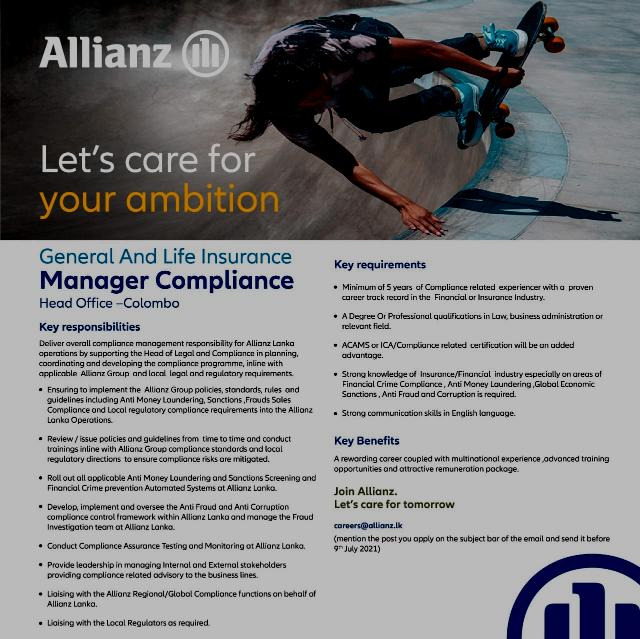 Allianz
Let's care for
your ambition
General And Life Insurance
Manager Compliance
Head Office –Colombo
Key responsibilities
Deliver overall compliance management responsibility for Allianz Lanka
operations by supporting the Head of Legal and Compliance in planning,
coordinating and developing the compliance programme, inline with
applicable Allianz Group and local legal and regulatory requirements.
• Ensuring to implement the Allianz Group policies, standards, rules and
guidelines including Anti Money Laundering, Sanctions ,Frauds Sales
Compliance and Local regulatory compliance requirements into the Allianz
Lanka Operations.
• Review / issue policies and guidelines from time to time and conduct
trainings inline with Allianz Group compliance standards and local
regulatory directions to ensure compliance risks are mitigated.
• Roll out all applicable Anti Money Laundering and Sanctions Screening and
Financial Crime prevention Automated Systems at Allianz Lanka.
• Develop, implement and oversee the Anti Fraud and Anti Corruption
compliance control framework within Allianz Lanka and manage the Fraud
Investigation team at Allianz Lanka.
• Conduct Compliance Assurance Testing and Monitoring at Allianz Lanka.
• Provide leadership in managing Internal and External stakeholders
providing compliance related advisory to the business lines.
• Liaising with the Allianz Regional/Global Compliance functions on behalf of
Allianz Lanka.
• Liaising with the Local Regulators as required.
Key requirements
• Minimum of 5 years of Compliance related experiencer with a proven
career track record in the Financial or Insurance Industry.
• A Degree Or Professional qualifications in Law, business administration or
relevant field.
• ACAMS or ICA/Compliance related certification will be an added
advantage.
• Strong knowledge of Insurance/Financial industry especially on areas of
Financial Crime Compliance , Anti Money Laundering ,Global Economic
Sanctions , Anti Fraud and Corruption is required.
• Strong communication skills in English language.
Key Benefits
A rewarding career coupled with multinational experience ,advanced training
opportunities and attractive remuneration package.
Join Allianz.
Let's care for tomorrow
careers@allianz.lk
(mention the post you apply on the subject bar of the email and send it before
9th July 2021)